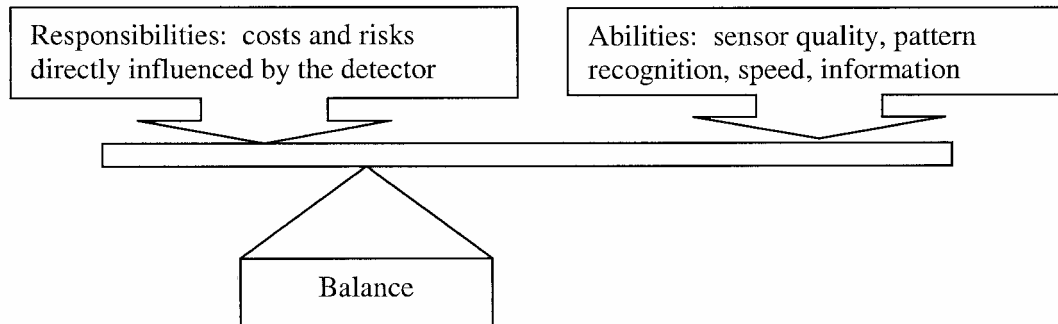 Responsibilities: costs and risks
directly influenced by the detector
Abilities: sensor quality, pattern
recognition, speed, information
Balance